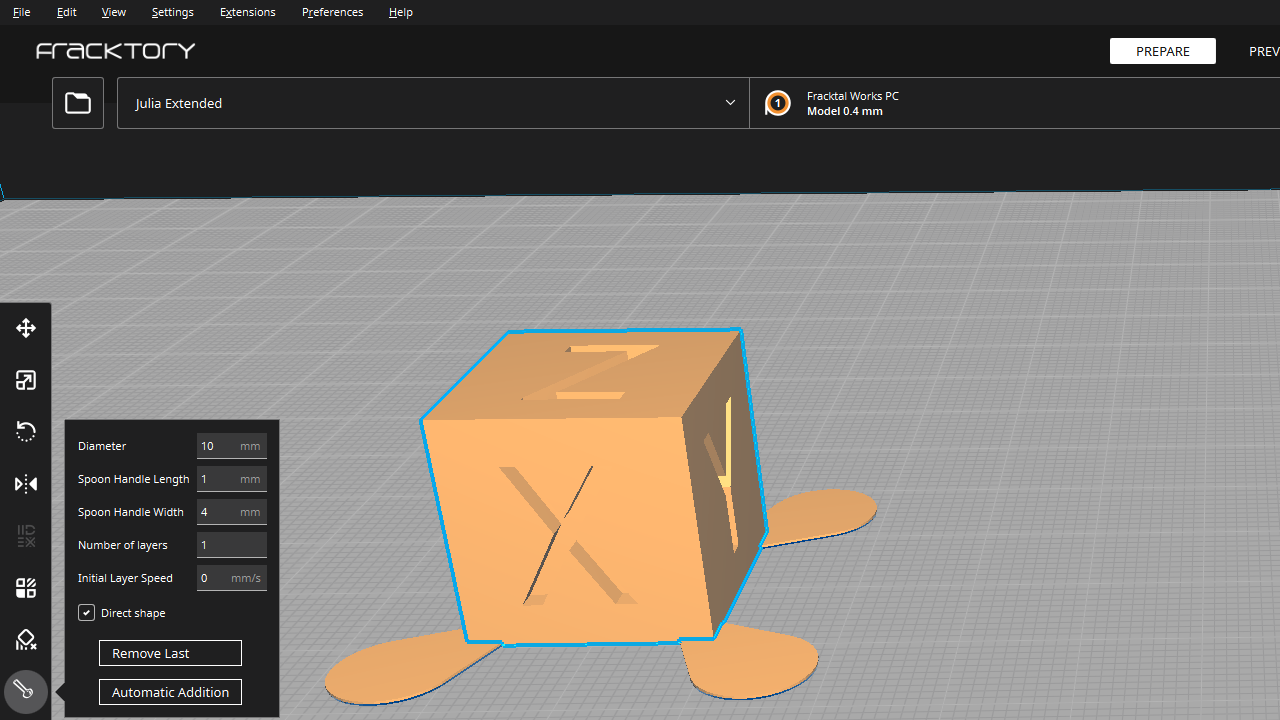 File Edit View Settings Extensions Preferences Help
FRACKTORY
PREPARE PREV
Julia Extended
1 Fracktal Works PC
Model 0.4 mm
Diameter 10 mm
Spoon Handle Length 1 mm
Spoon Handle Width 4 mm
Number of layers 1
Initial Layer Speed 0 mm/s
Direct shape
Remove Last
Automatic Addition
Z
X
Y